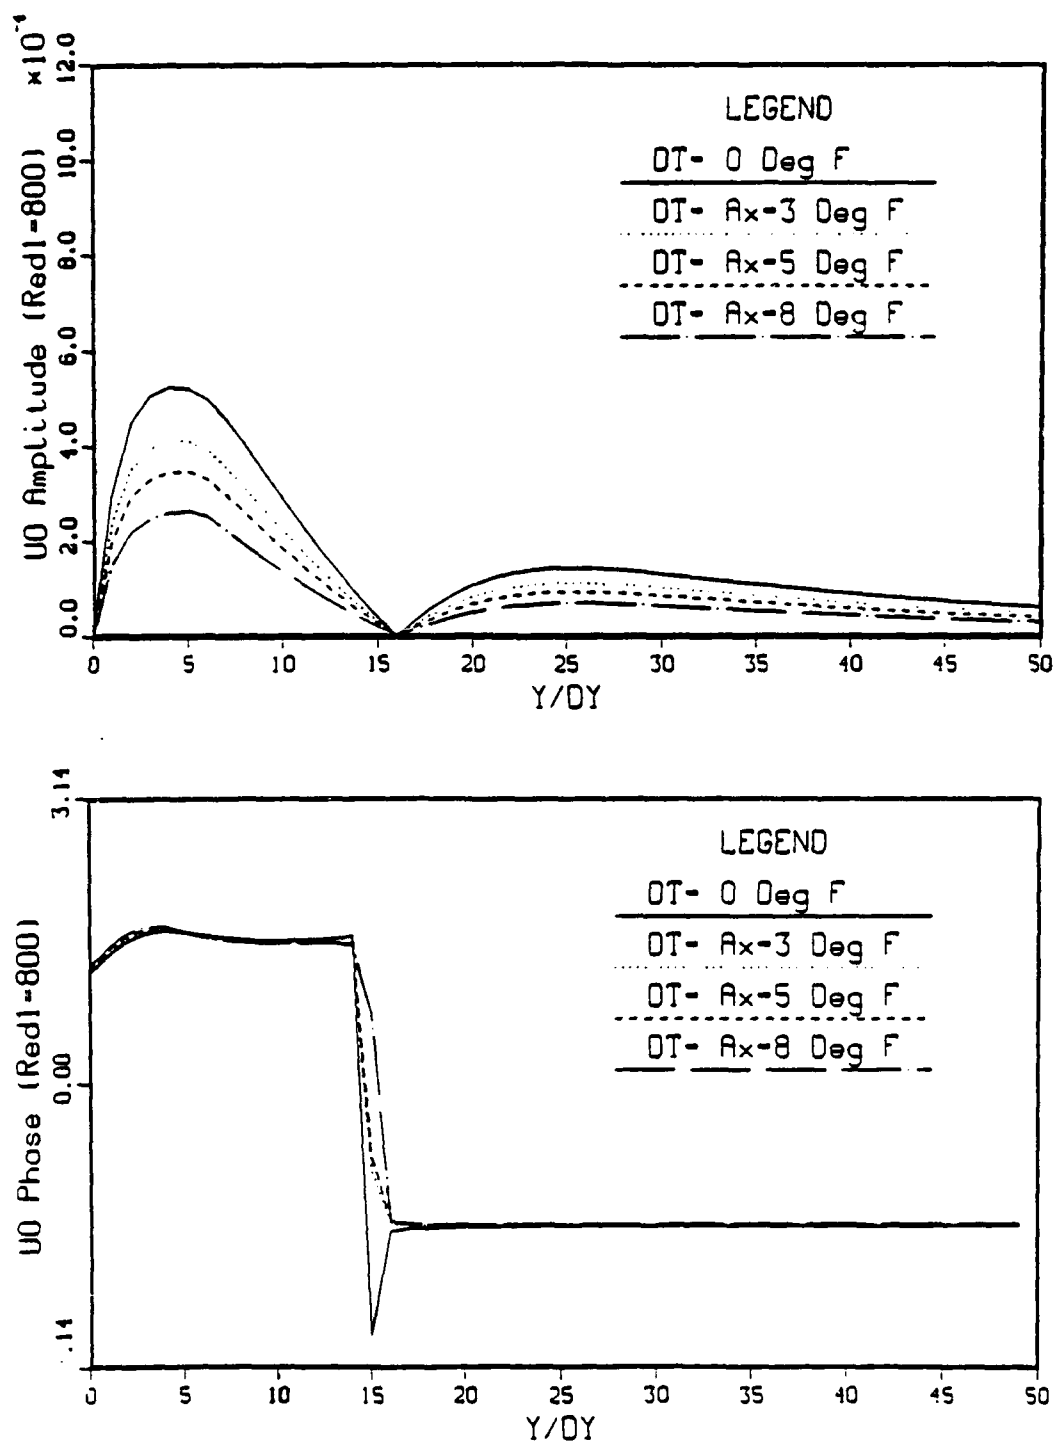 ×10⁻⁴
12.0
10.0
8.0
6.0
4.0
2.0
0.0
UO Amplitude (Redl=800)
LEGEND
DT= 0 Deg F
DT= Ax=3 Deg F
DT= Ax=5 Deg F
DT= Ax=8 Deg F
0 5 10 15 20 25 30 35 40 45 50
Y/DY
3.14
0.00
.14
UO Phase (Redl=800)
LEGEND
DT= 0 Deg F
DT= Ax=3 Deg F
DT= Ax=5 Deg F
DT= Ax=8 Deg F
0 5 10 15 20 25 30 35 40 45 50
Y/DY